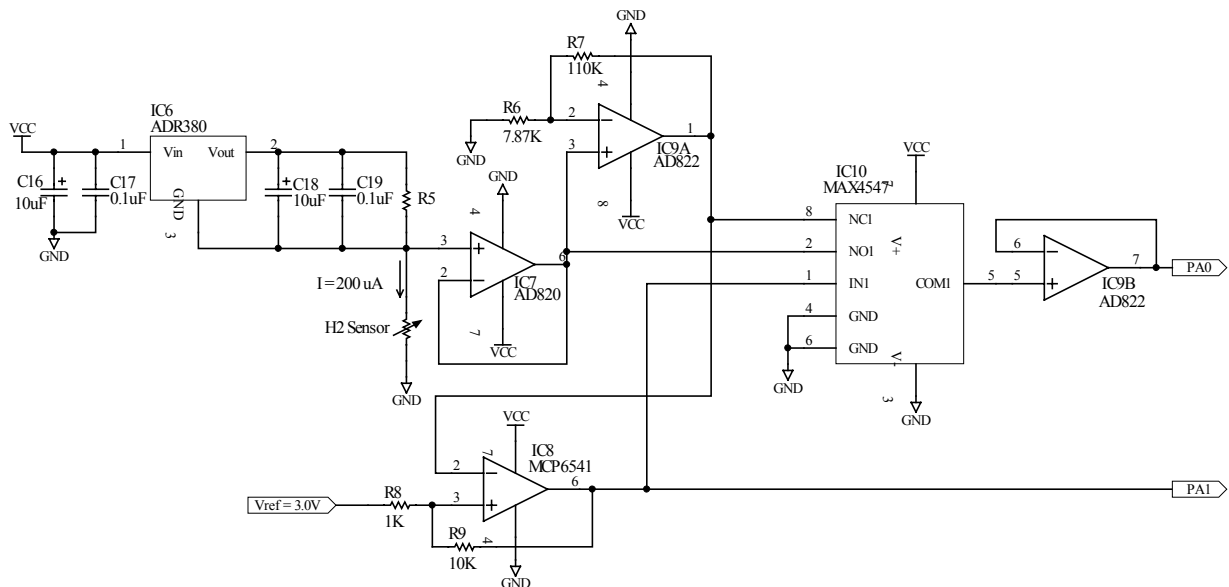 GND
R7
110K
4
R6
7.87K
2
3
1
GND
IC9A
AD822
8
VCC
IC6
ADR380
VCC
1
Vin
Vout
2
GND
3
C16
10uF
+
C17
0.1uF
GND
+
C18
10uF
C19
0.1uF
R5
GND
4
3
2
6
IC7
AD820
7
VCC
I = 200 uA
H2 Sensor
GND
VCC
IC10
MAX4547
8
NC1
V+
2
NO1
1
IN1
COM1
5
4
GND
6
GND
V-
GND
3
GND
6
5
7
IC9B
AD822
PA0
VCC
IC8
MCP6541
7
2
3
6
4
GND
Vref = 3.0V
R8
1K
R9
10K
PA1